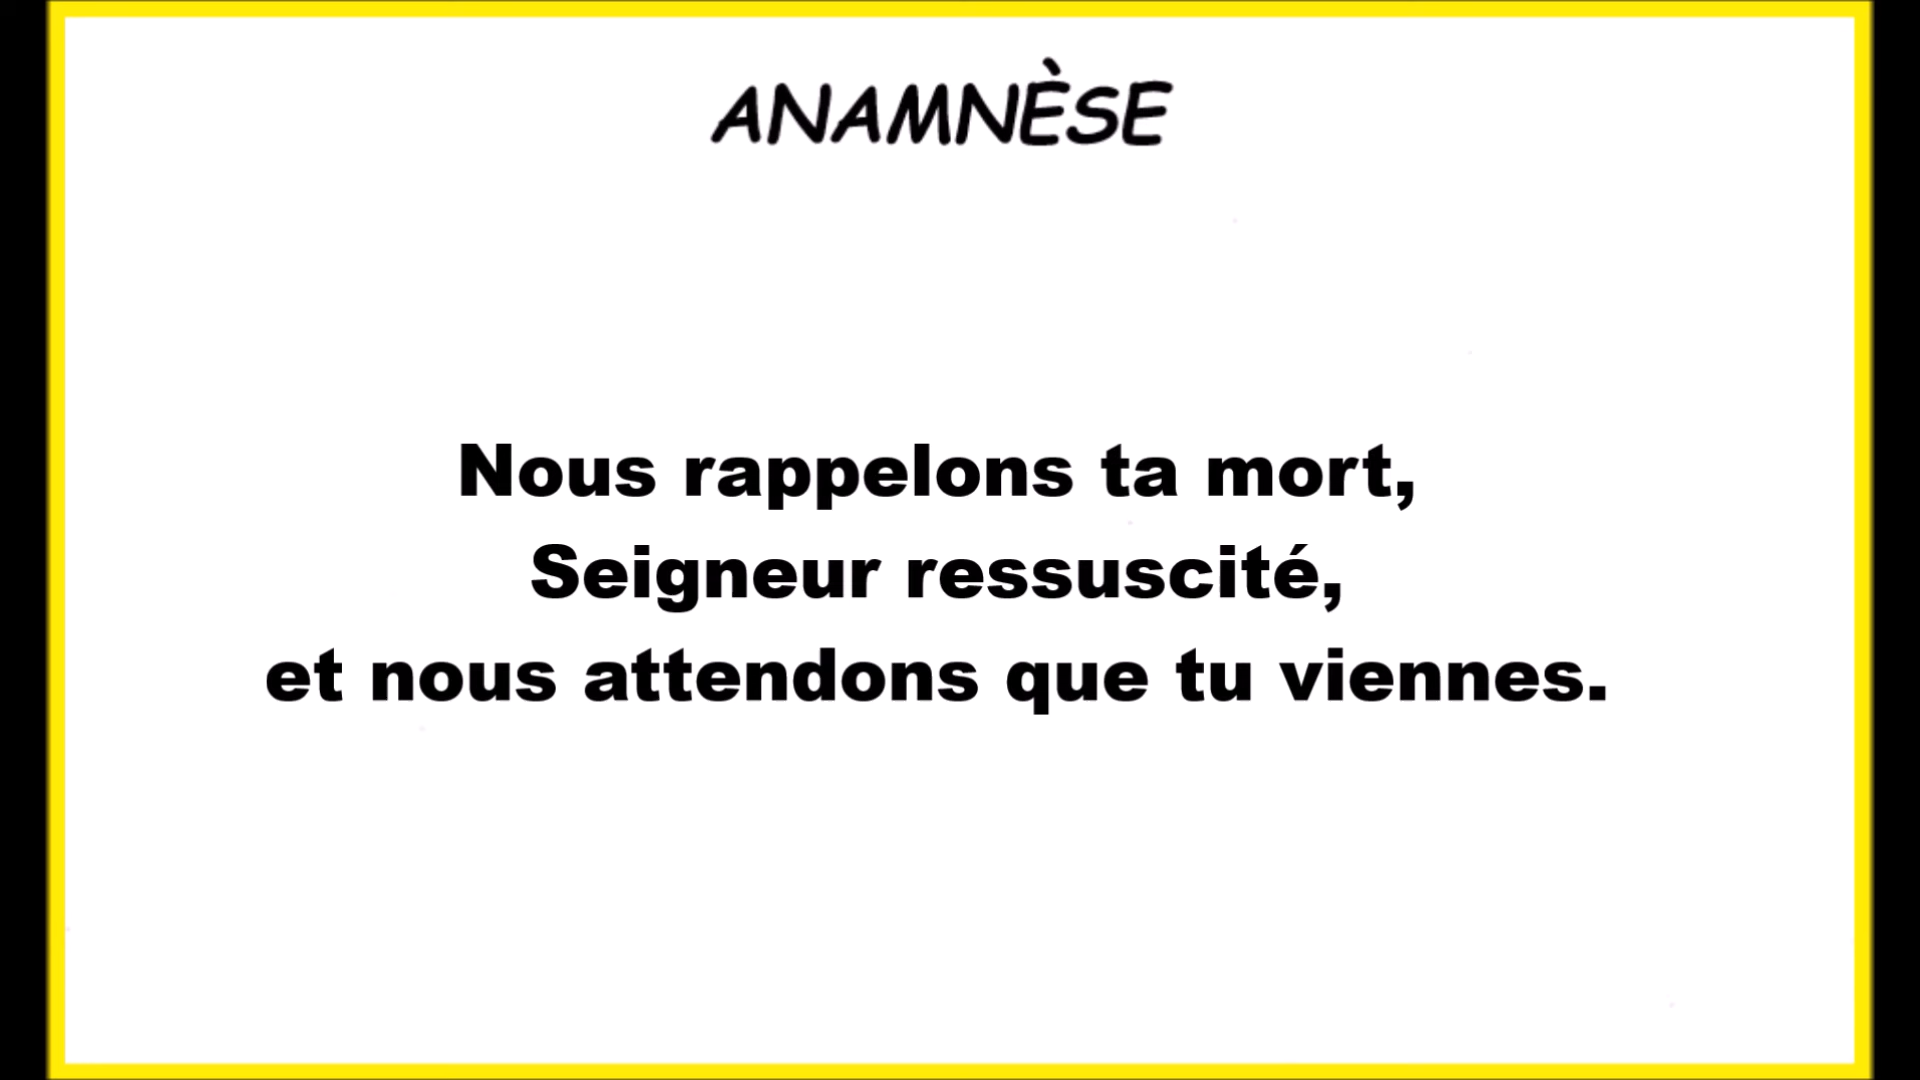 ANAMNÈSE
Nous rappelons ta mort,
Seigneur ressuscité,
et nous attendons que tu viennes.